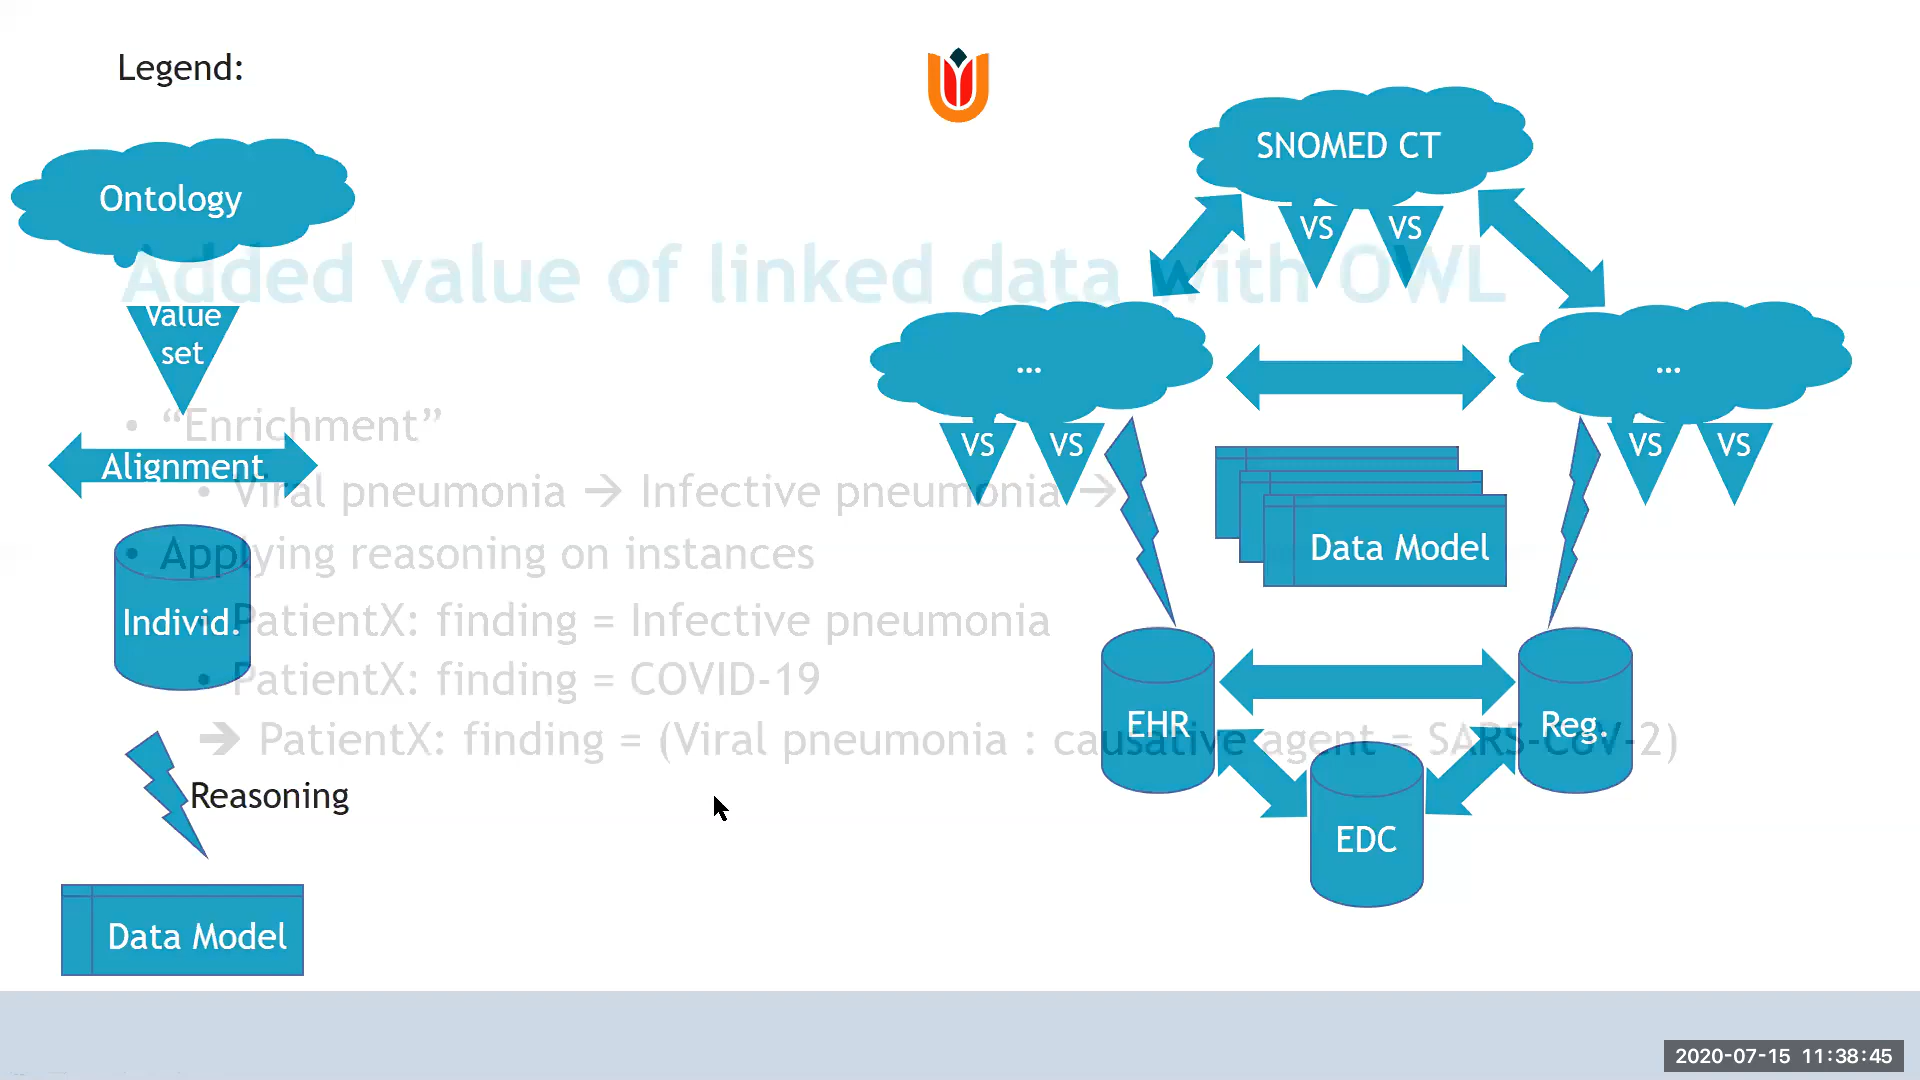 Legend:
SNOMED CT
Ontology
VS VS
Added value of linked data with OWL
Value
set
... ...
• “Enrichment”
VS VS VS VS
Alignment
• Viral pneumonia → Infective pneumonia →
Data Model
• Applying reasoning on instances
Individ.
• PatientX: finding = Infective pneumonia
• PatientX: finding = COVID-19
EHR Reg.
➔ PatientX: finding = (Viral pneumonia : causative agent = SARS-CoV-2)
Reasoning
EDC
Data Model
2020-07-15 11:38:45